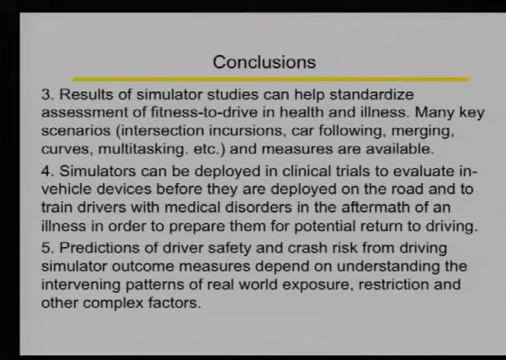 Conclusions
3. Results of simulator studies can help standardize
assessment of fitness-to-drive in health and illness. Many key
scenarios (intersection incursions, car following, merging,
curves, multitasking. etc.) and measures are available.
4. Simulators can be deployed in clinical trials to evaluate in-
vehicle devices before they are deployed on the road and to
train drivers with medical disorders in the aftermath of an
illness in order to prepare them for potential return to driving.
5. Predictions of driver safety and crash risk from driving
simulator outcome measures depend on understanding the
intervening patterns of real world exposure, restriction and
other complex factors.